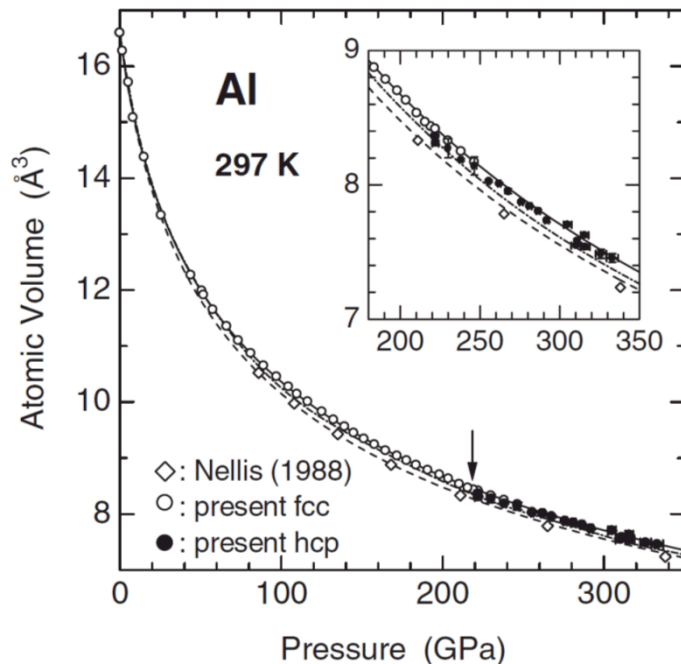 Al
297 K
Atomic Volume (Å³)
16
14
12
10
8
9
8
7
200 250 300 350
◇: Nellis (1988)
○: present fcc
●: present hcp
0 100 200 300
Pressure (GPa)